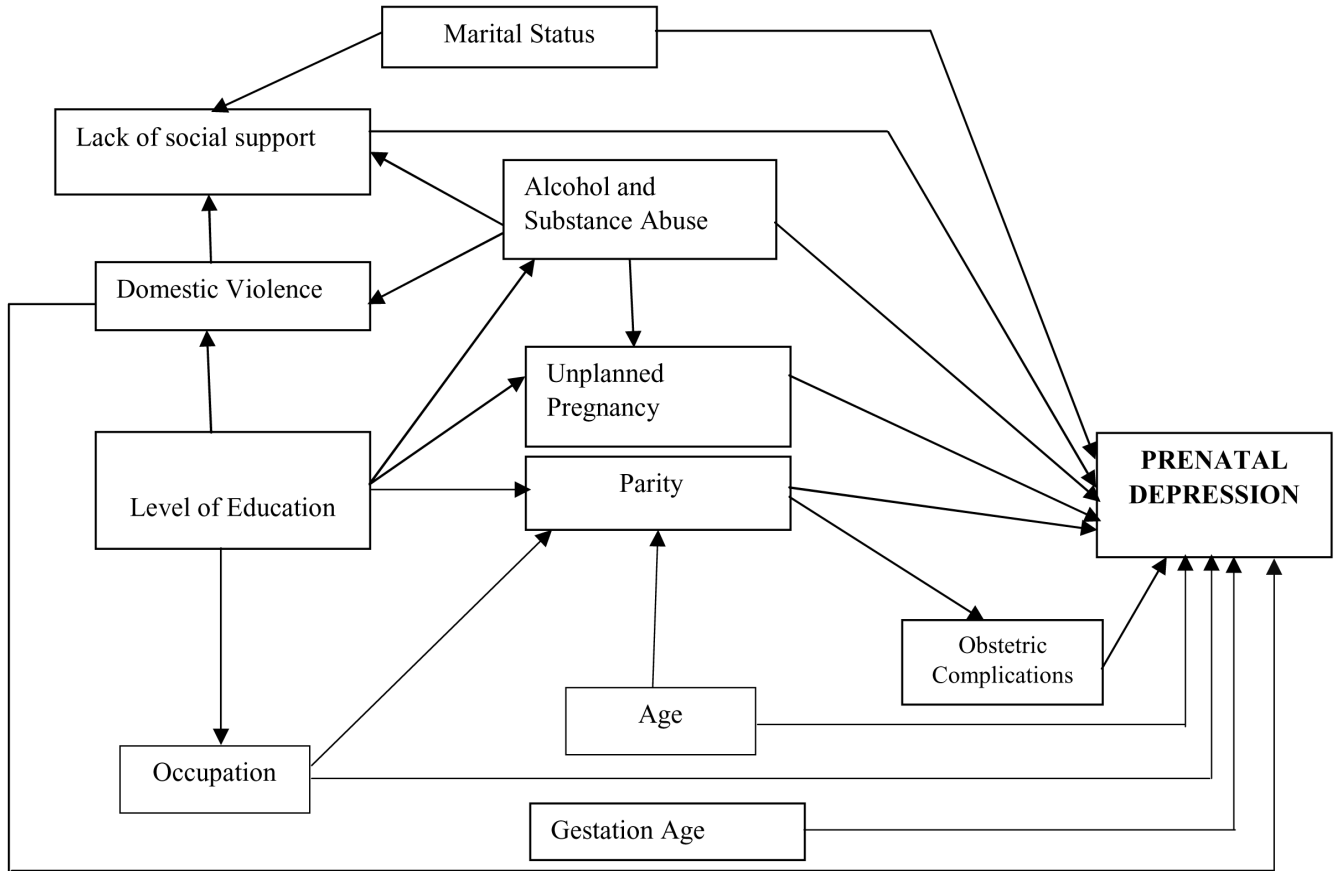 Marital Status
Lack of social support
Alcohol and
Substance Abuse
Domestic Violence
Unplanned
Pregnancy
Level of Education
Parity
PRENATAL
DEPRESSION
Obstetric
Complications
Age
Occupation
Gestation Age